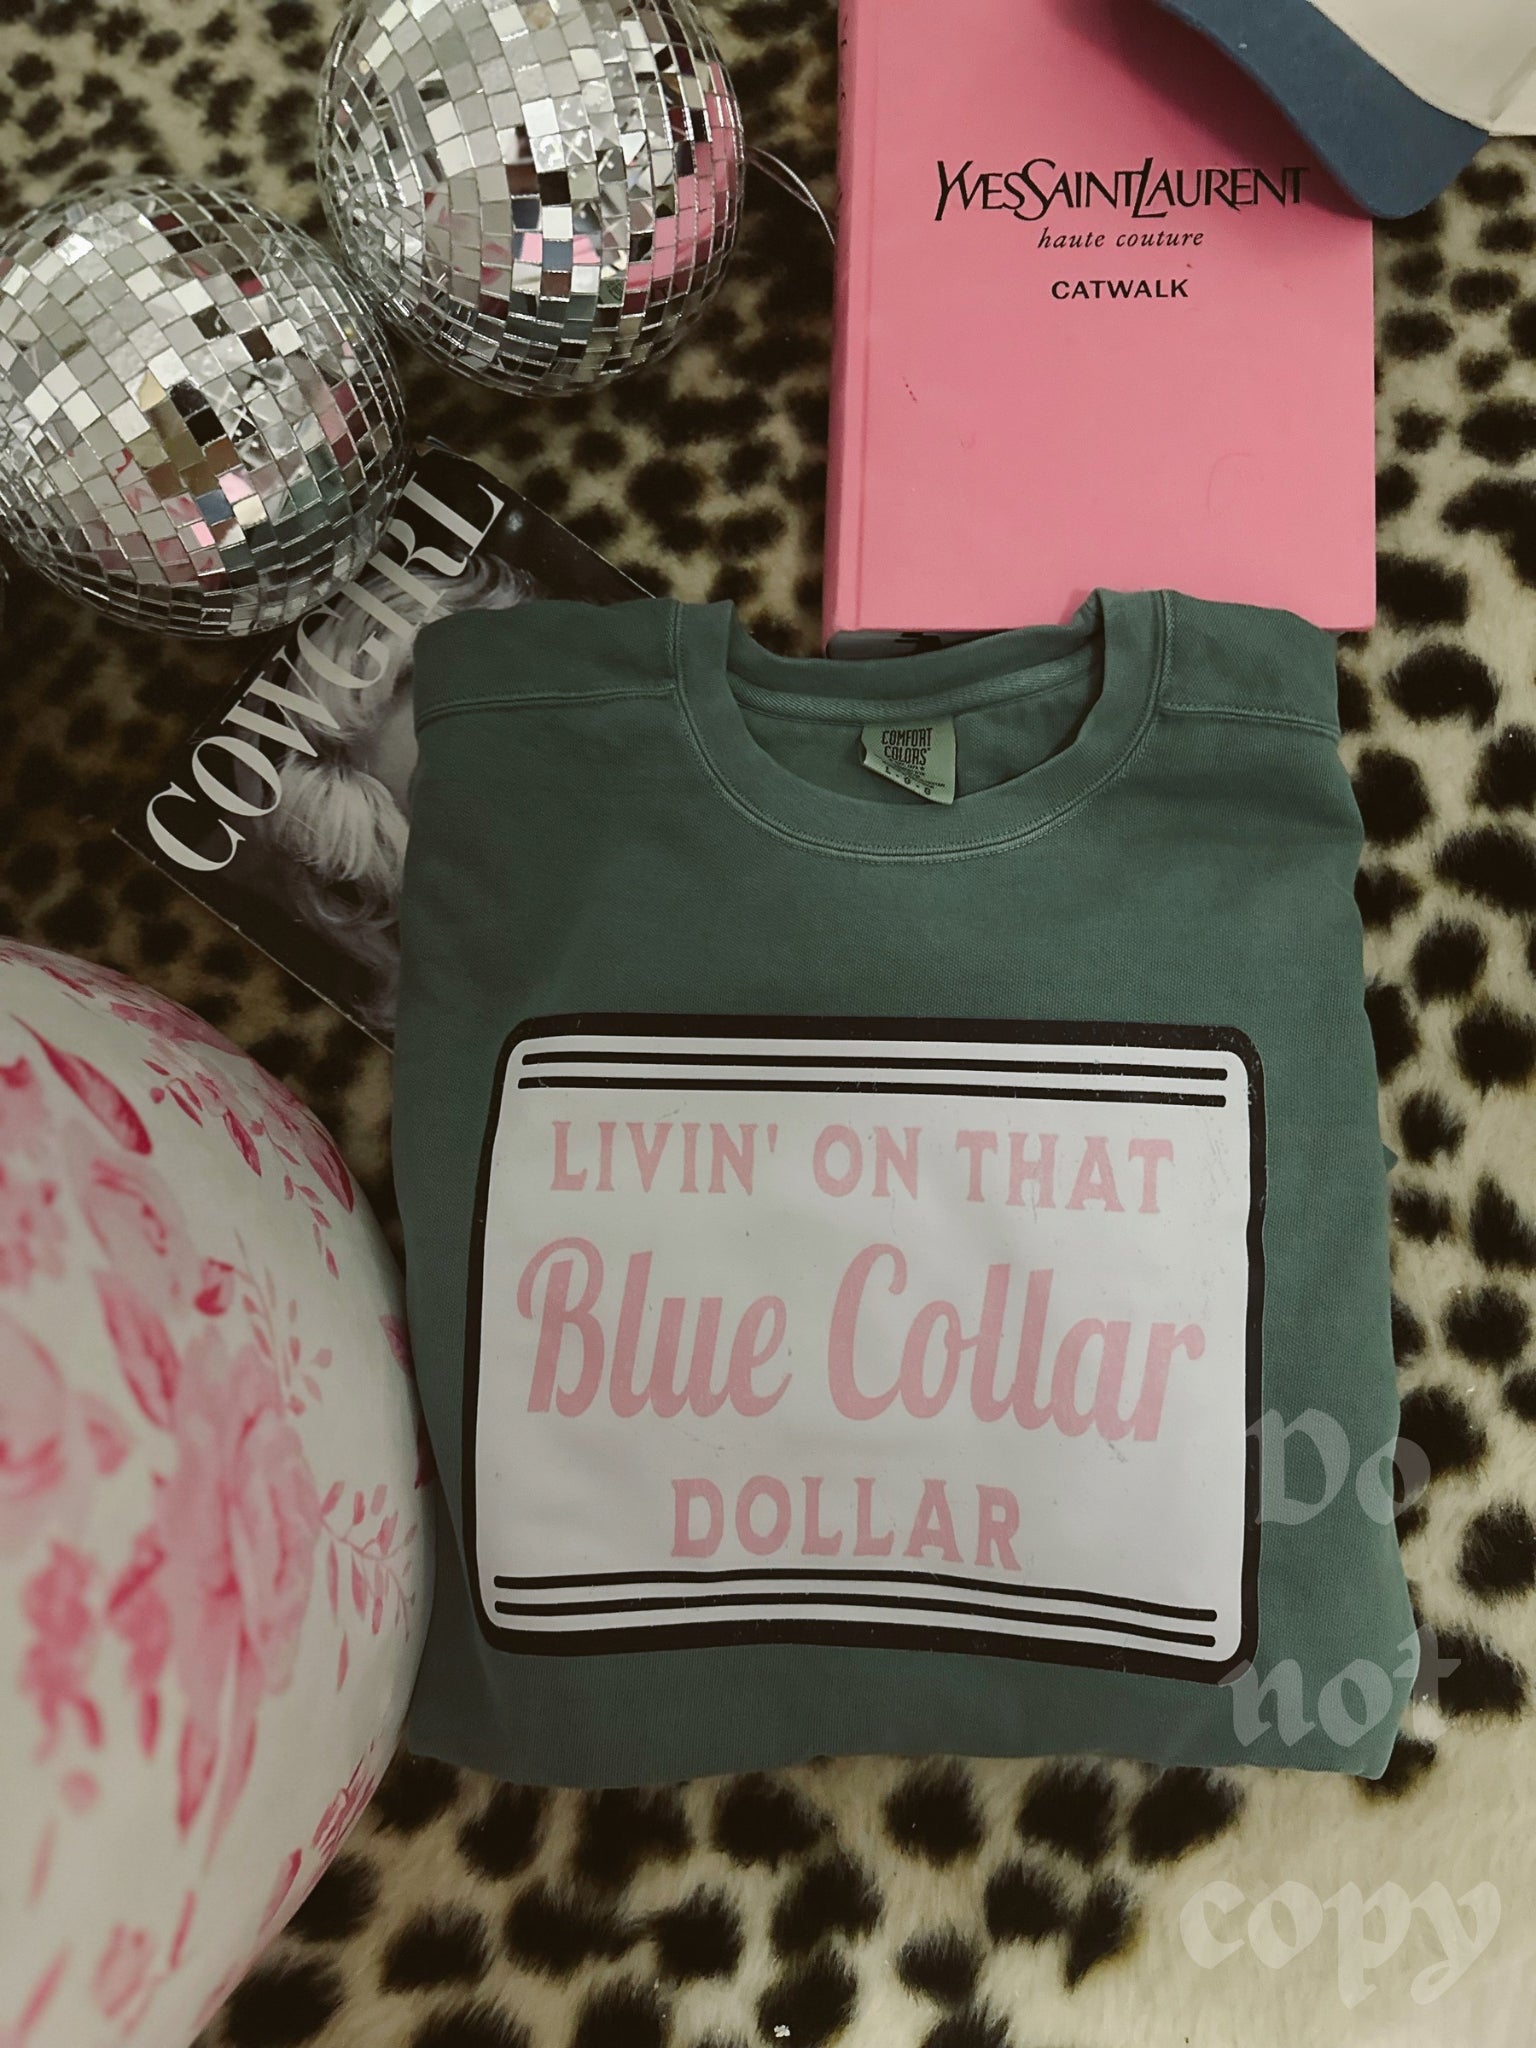 YVESSAINTLAURENT
haute couture
CATWALK
COWGIRL
COMFORT
COLORS
L · G · G
LIVIN' ON THAT
Blue Collar
DOLLAR
Do
not
copy